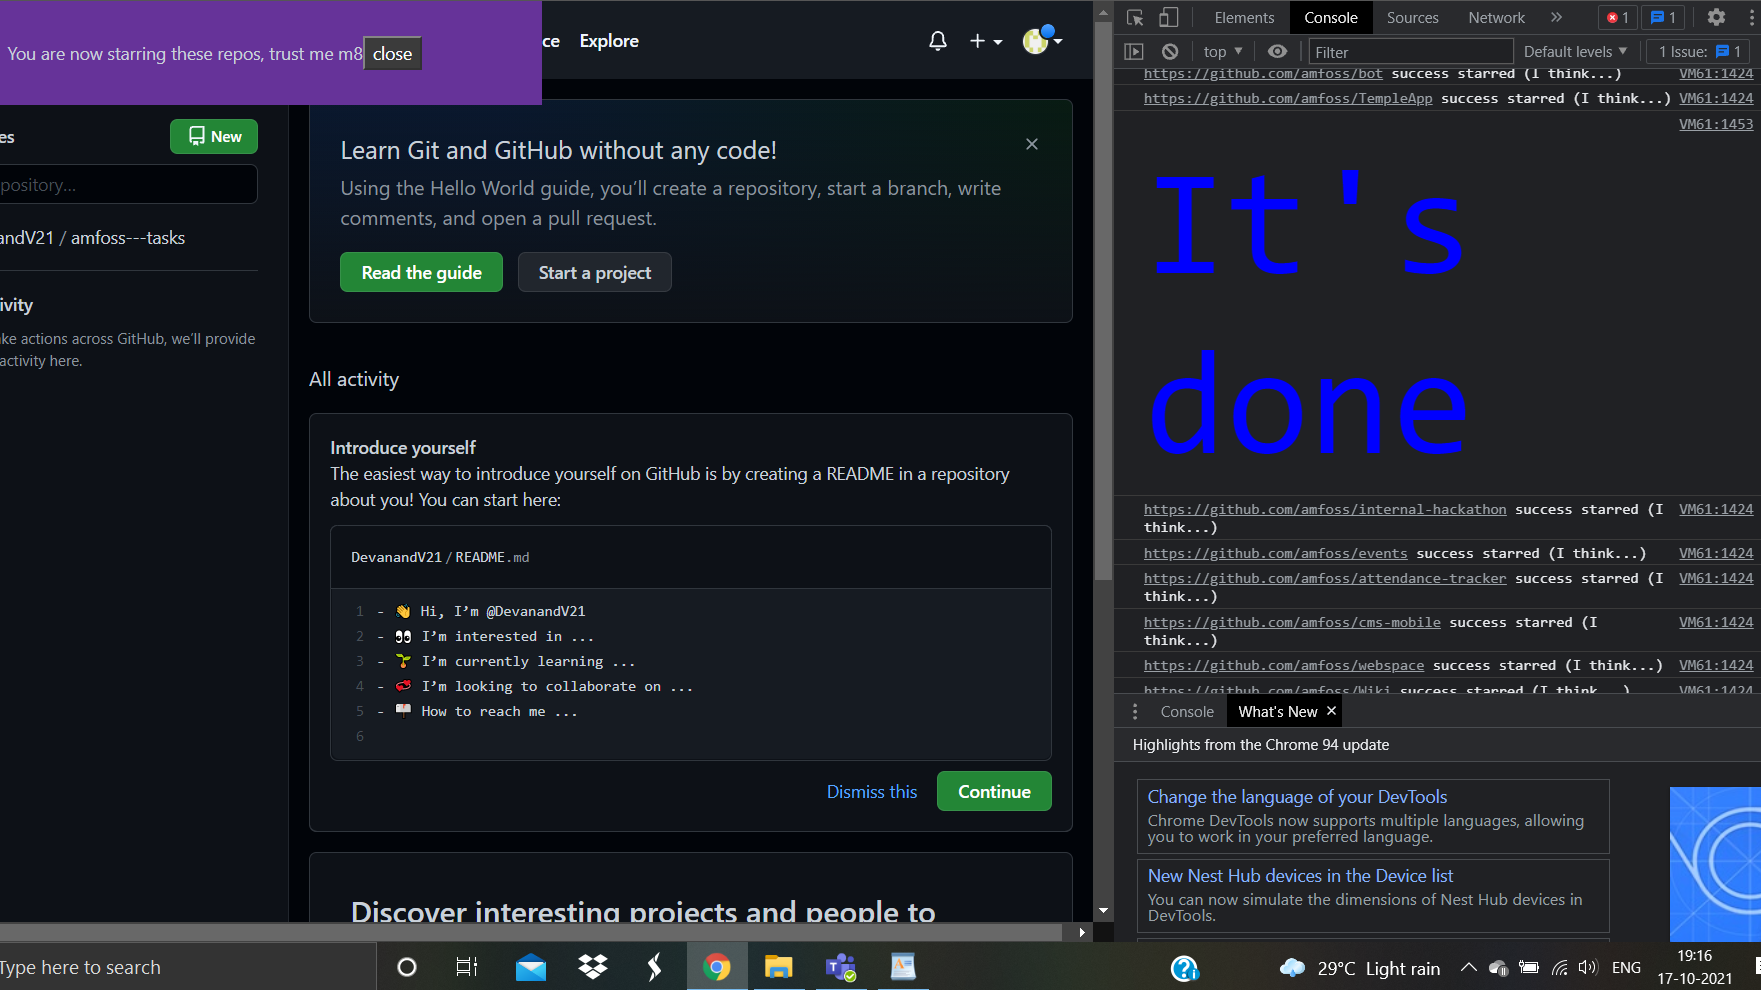 You are now starring these repos, trust me m8 close
ce Explore
es New
pository...
andV21 / amfoss---tasks
ivity
ake actions across GitHub, we'll provide
activity here.
Learn Git and GitHub without any code!
Using the Hello World guide, you'll create a repository, start a branch, write
comments, and open a pull request.
Read the guide Start a project
All activity
Introduce yourself
The easiest way to introduce yourself on GitHub is by creating a README in a repository
about you! You can start here:
DevanandV21 / README.md
1 - 👋 Hi, I'm @DevanandV21
2 - 👀 I'm interested in ...
3 - 🌱 I'm currently learning ...
4 - 💞️ I'm looking to collaborate on ...
5 - 📫 How to reach me ...
6
Dismiss this Continue
Discover interesting projects and people to
Elements Console Sources Network » 1 1
top Filter Default levels 1 Issue: 1
https://github.com/amfoss/bot success starred (I think...) VM61:1424
https://github.com/amfoss/TempleApp success starred (I think...) VM61:1424
VM61:1453
It's
done
https://github.com/amfoss/internal-hackathon success starred (I VM61:1424
think...)
https://github.com/amfoss/events success starred (I think...) VM61:1424
https://github.com/amfoss/attendance-tracker success starred (I VM61:1424
think...)
https://github.com/amfoss/cms-mobile success starred (I VM61:1424
think...)
https://github.com/amfoss/webspace success starred (I think...) VM61:1424
https://github.com/amfoss/Wiki success starred (I think...) VM61:1424
Console What's New
Highlights from the Chrome 94 update
Change the language of your DevTools
Chrome DevTools now supports multiple languages, allowing
you to work in your preferred language.
New Nest Hub devices in the Device list
You can now simulate the dimensions of Nest Hub devices in
DevTools.
Type here to search
29°C Light rain ENG
19:16
17-10-2021